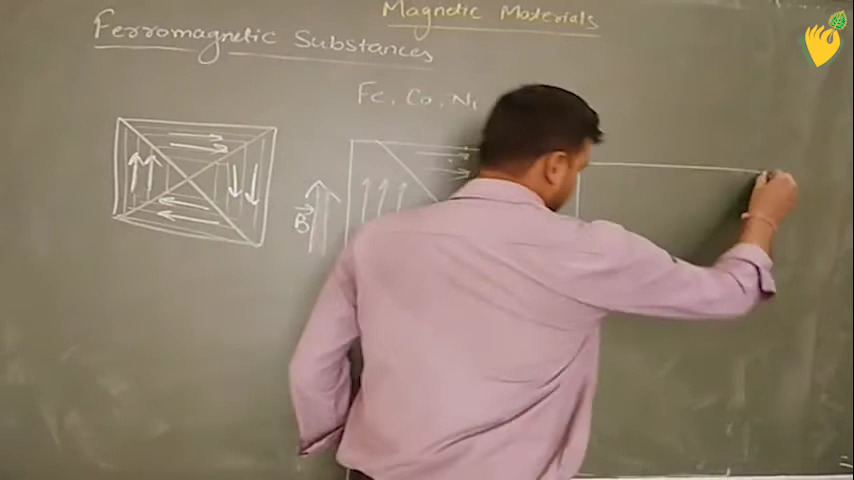 Magnetic Materials
Ferromagnetic Substances
Fe, Co, Ni
B